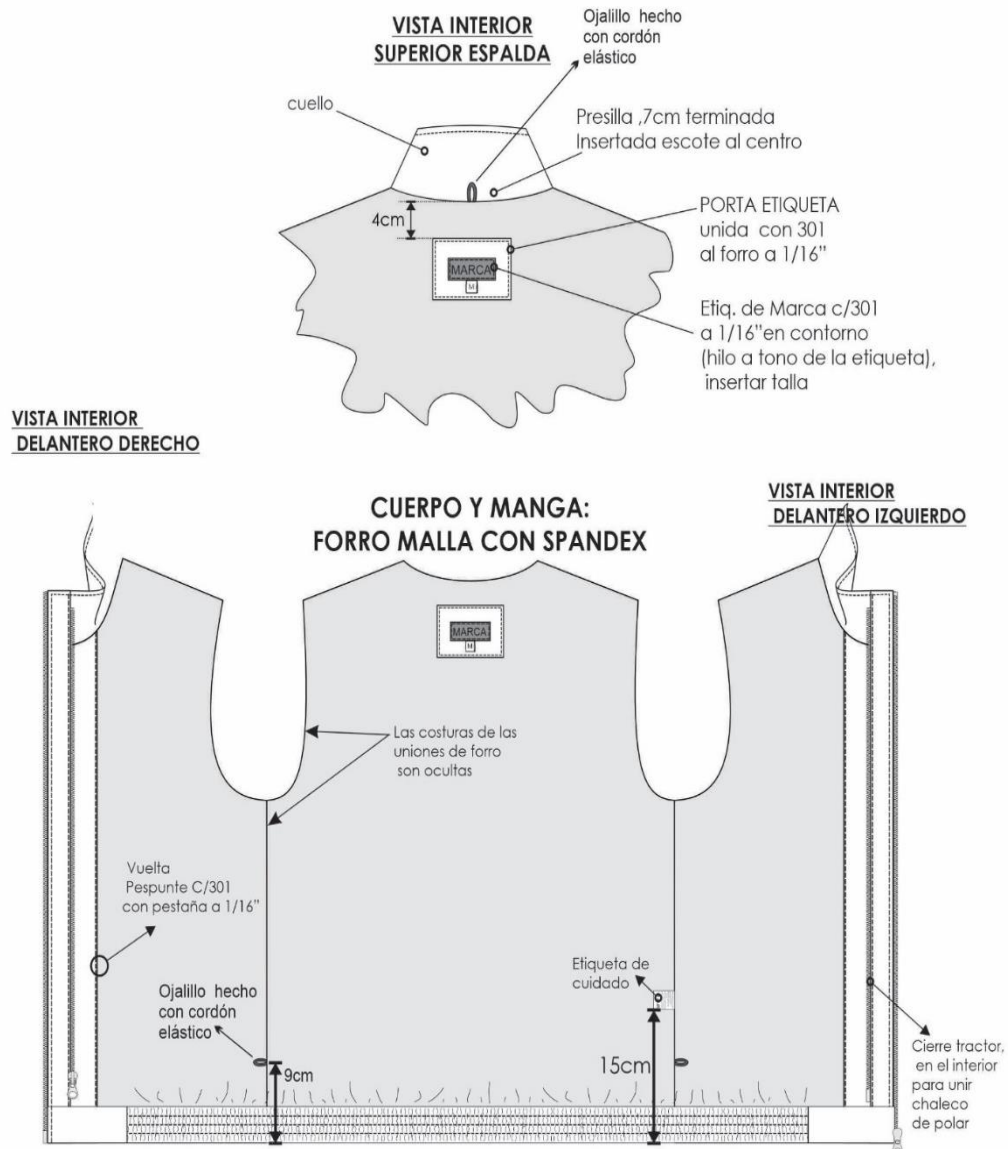 VISTA INTERIOR
SUPERIOR ESPALDA
Ojalillo hecho
con cordón
elástico
cuello
Presilla ,7cm terminada
Insertada escote al centro
4cm
PORTA ETIQUETA
unida con 301
al forro a 1/16”
MARCA
M
Etiq. de Marca c/301
a 1/16”en contorno
(hilo a tono de la etiqueta),
insertar talla
VISTA INTERIOR
DELANTERO DERECHO
CUERPO Y MANGA:
FORRO MALLA CON SPANDEX
VISTA INTERIOR
DELANTERO IZQUIERDO
MARCA
M
Las costuras de las
uniones de forro
son ocultas
Vuelta
Pespunte C/301
con pestaña a 1/16”
Ojalillo hecho
con cordón
elástico
9cm
Etiqueta de
cuidado
15cm
Cierre tractor,
en el interior
para unir
chaleco
de polar